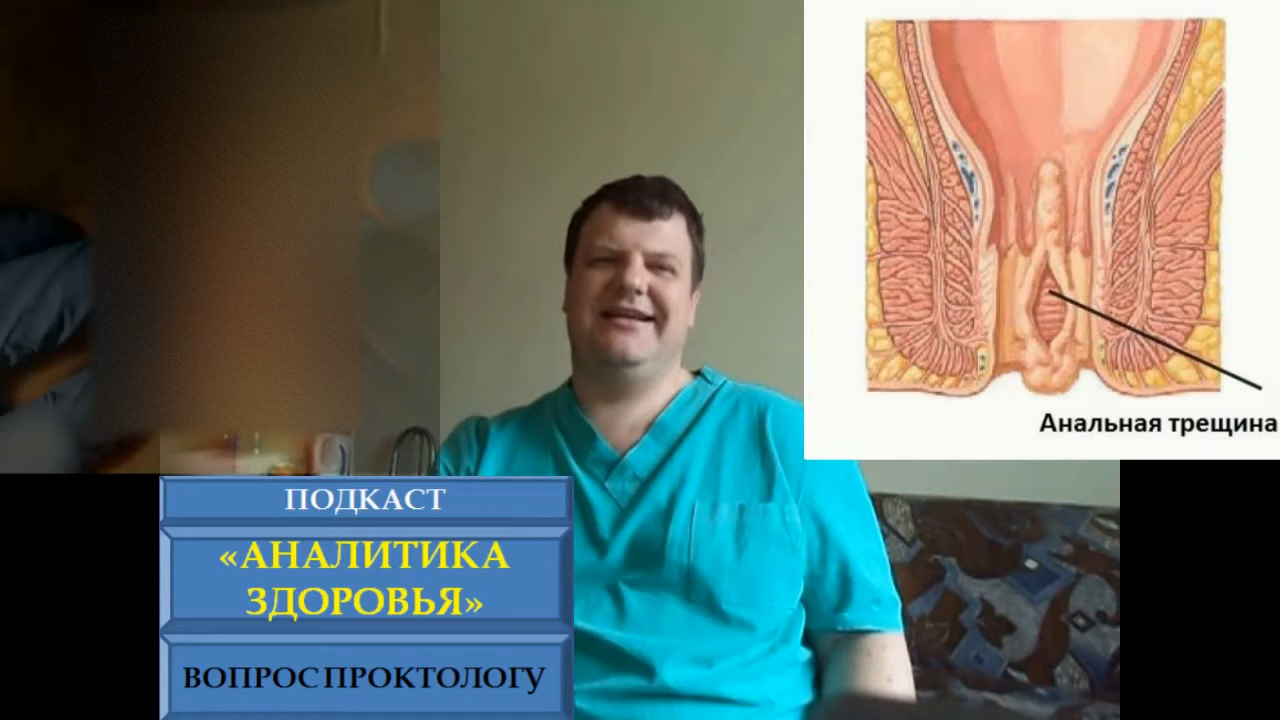 Анальная трещина
ПОДКАСТ
«АНАЛИТИКА
ЗДОРОВЬЯ»
ВОПРОС ПРОКТОЛОГУ